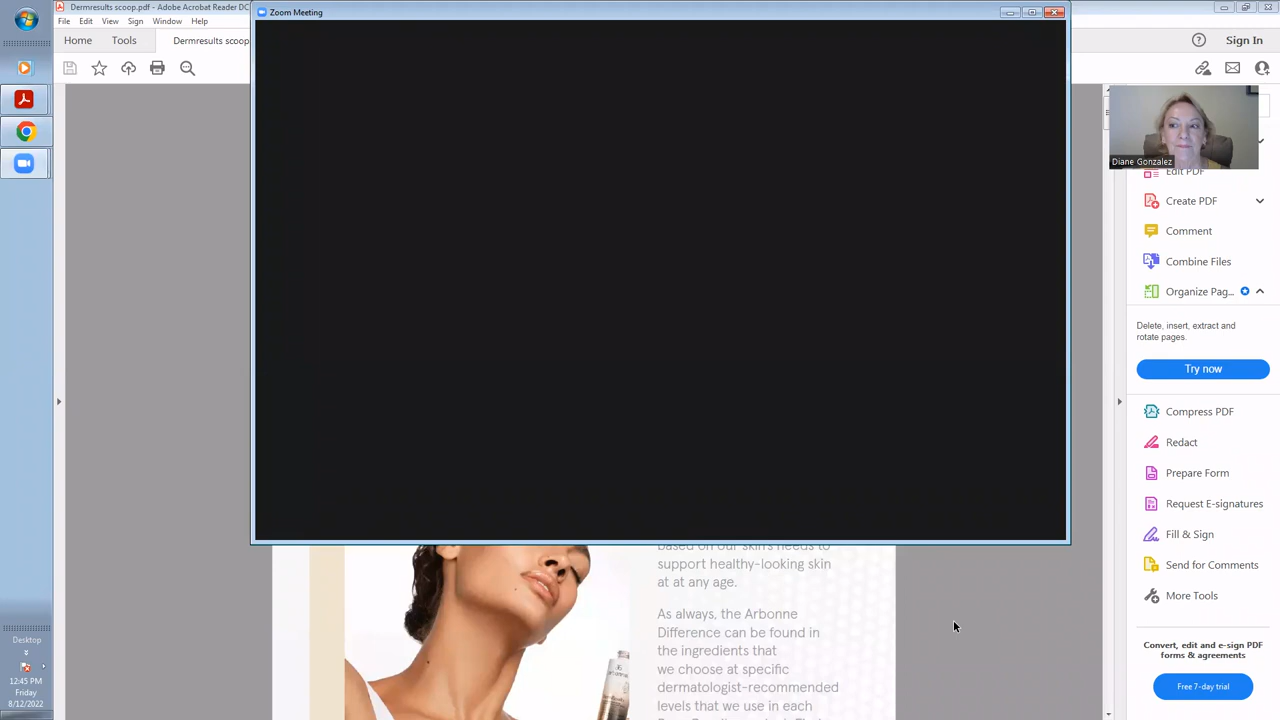 Dermresults scoop.pdf - Adobe Acrobat Reader DC
Zoom Meeting
File Edit View Sign Window Help
Home Tools Dermresults scoop
Sign In
Diane Gonzalez
Edit PDF
Create PDF
Comment
Combine Files
Organize Pag...
Delete, insert, extract and
rotate pages.
Try now
Compress PDF
Redact
Prepare Form
Request E-signatures
Fill & Sign
Send for Comments
More Tools
Convert, edit and e-sign PDF
forms & agreements
Free 7-day trial
based on our skin's needs to
support healthy-looking skin
at at any age.
As always, the Arbonne
Difference can be found in
the ingredients that
we choose at specific
dermatologist-recommended
levels that we use in each
Desktop
12:45 PM
Friday
8/12/2022